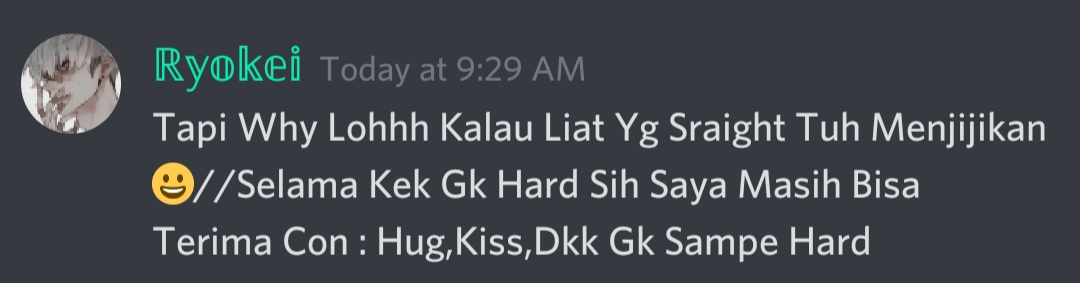 ℝ𝕪𝕠𝕜𝕖𝕚 Today at 9:29 AM
Tapi Why Lohhh Kalau Liat Yg Sraight Tuh Menjijikan
😀//Selama Kek Gk Hard Sih Saya Masih Bisa
Terima Con : Hug,Kiss,Dkk Gk Sampe Hard